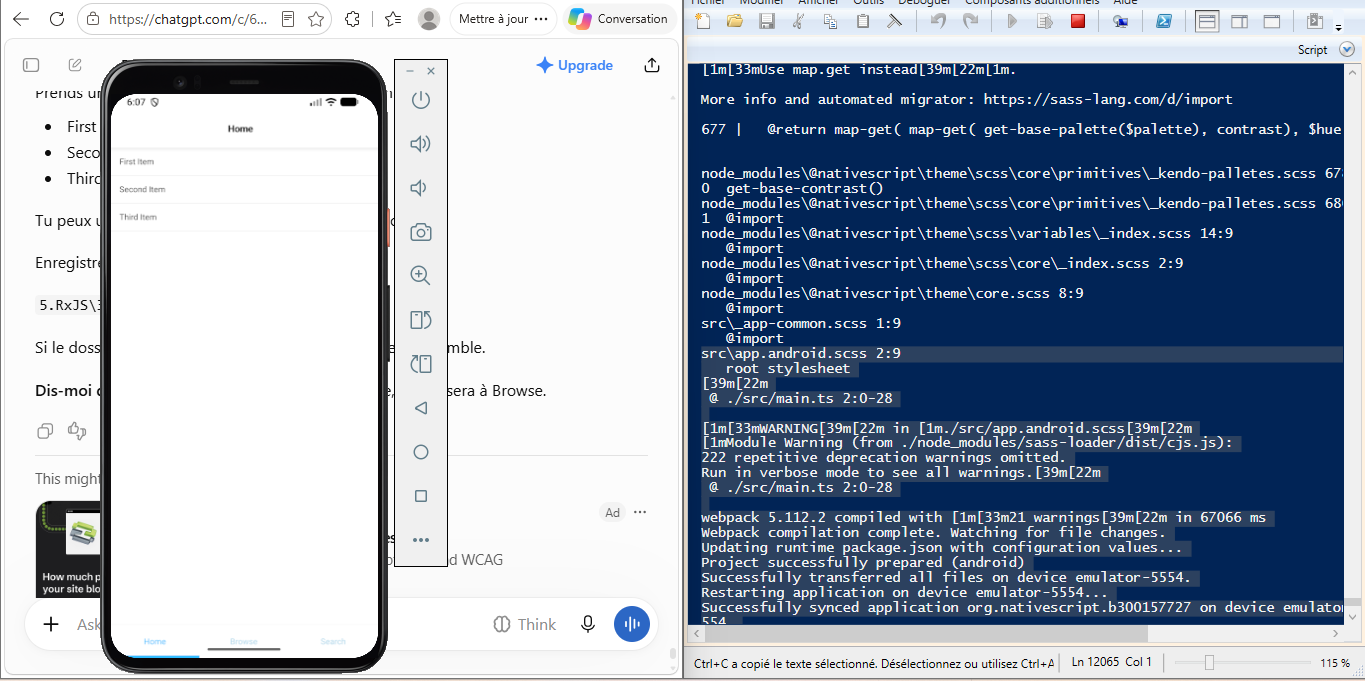 https://chatgpt.com/c/6...
Mettre à jour
Conversation
Upgrade
First
Seco
Third
Tu peux u
Enregistre
5.RxJS\3
Si le doss
emble.
Dis-moi
sera à Browse.
This might
Ad
How much p
your site blo
d WCAG
Ask
Think
6:07
Home
First Item
Second Item
Third Item
Home
Browse
Search
Fichier Modifier Afficher Outils Déboguer Composants additionnels Aide
Script
[1m[33mUse map.get instead[39m[22m[1m.
More info and automated migrator: https://sass-lang.com/d/import
677 |   @return map-get( map-get( get-base-palette($palette), contrast), $hue
node_modules\@nativescript\theme\scss\core\primitives\_kendo-palletes.scss 67
0  get-base-contrast()
node_modules\@nativescript\theme\scss\core\primitives\_kendo-palletes.scss 68
1  @import
node_modules\@nativescript\theme\scss\variables\_index.scss 14:9
@import
node_modules\@nativescript\theme\scss\core\_index.scss 2:9
@import
node_modules\@nativescript\theme\core.scss 8:9
@import
src\_app-common.scss 1:9
@import
src\app.android.scss 2:9
root stylesheet
[39m[22m
@ ./src/main.ts 2:0-28
[1m[33mWARNING[39m[22m in [1m./src/app.android.scss[39m[22m
[1mModule Warning (from ./node_modules/sass-loader/dist/cjs.js):
222 repetitive deprecation warnings omitted.
Run in verbose mode to see all warnings.[39m[22m
@ ./src/main.ts 2:0-28
webpack 5.112.2 compiled with [1m[33m21 warnings[39m[22m in 67066 ms
Webpack compilation complete. Watching for file changes.
Updating runtime package.json with configuration values...
Project successfully prepared (android)
Successfully transferred all files on device emulator-5554.
Restarting application on device emulator-5554...
Successfully synced application org.nativescript.b300157727 on device emulator
554.
Ctrl+C a copié le texte sélectionné. Désélectionnez ou utilisez Ctrl+A
Ln 12065 Col 1
115 %